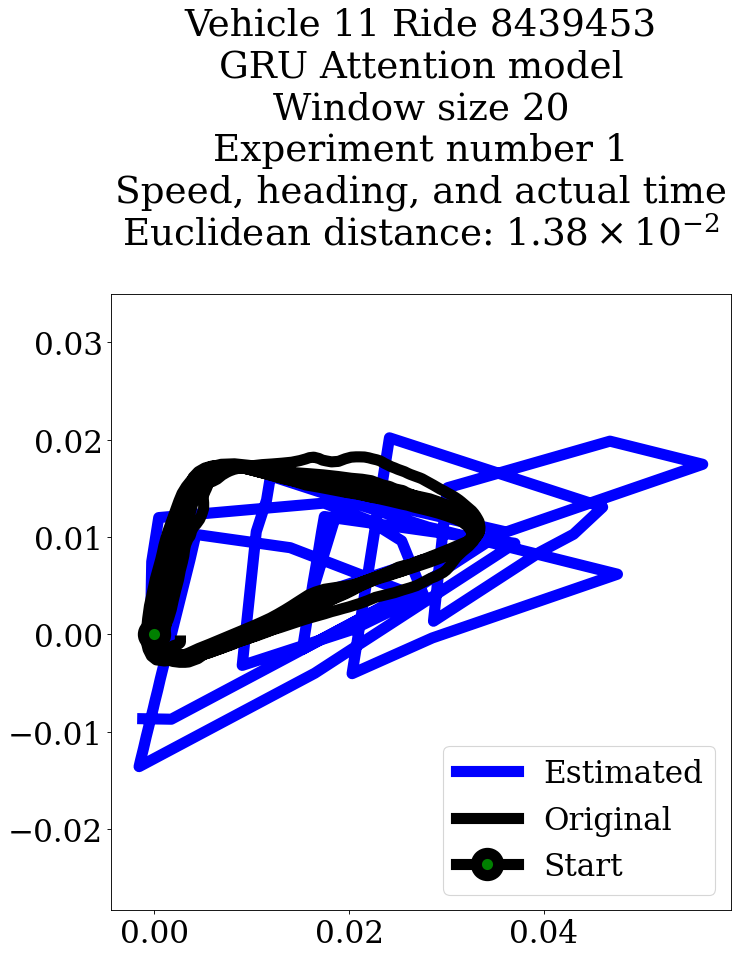 Vehicle 11 Ride 8439453
GRU Attention model
Window size 20
Experiment number 1
Speed, heading, and actual time
Euclidean distance: 1.38 × 10⁻²
0.03
0.02
0.01
0.00
−0.01
−0.02
Estimated
Original
Start
0.00 0.02 0.04